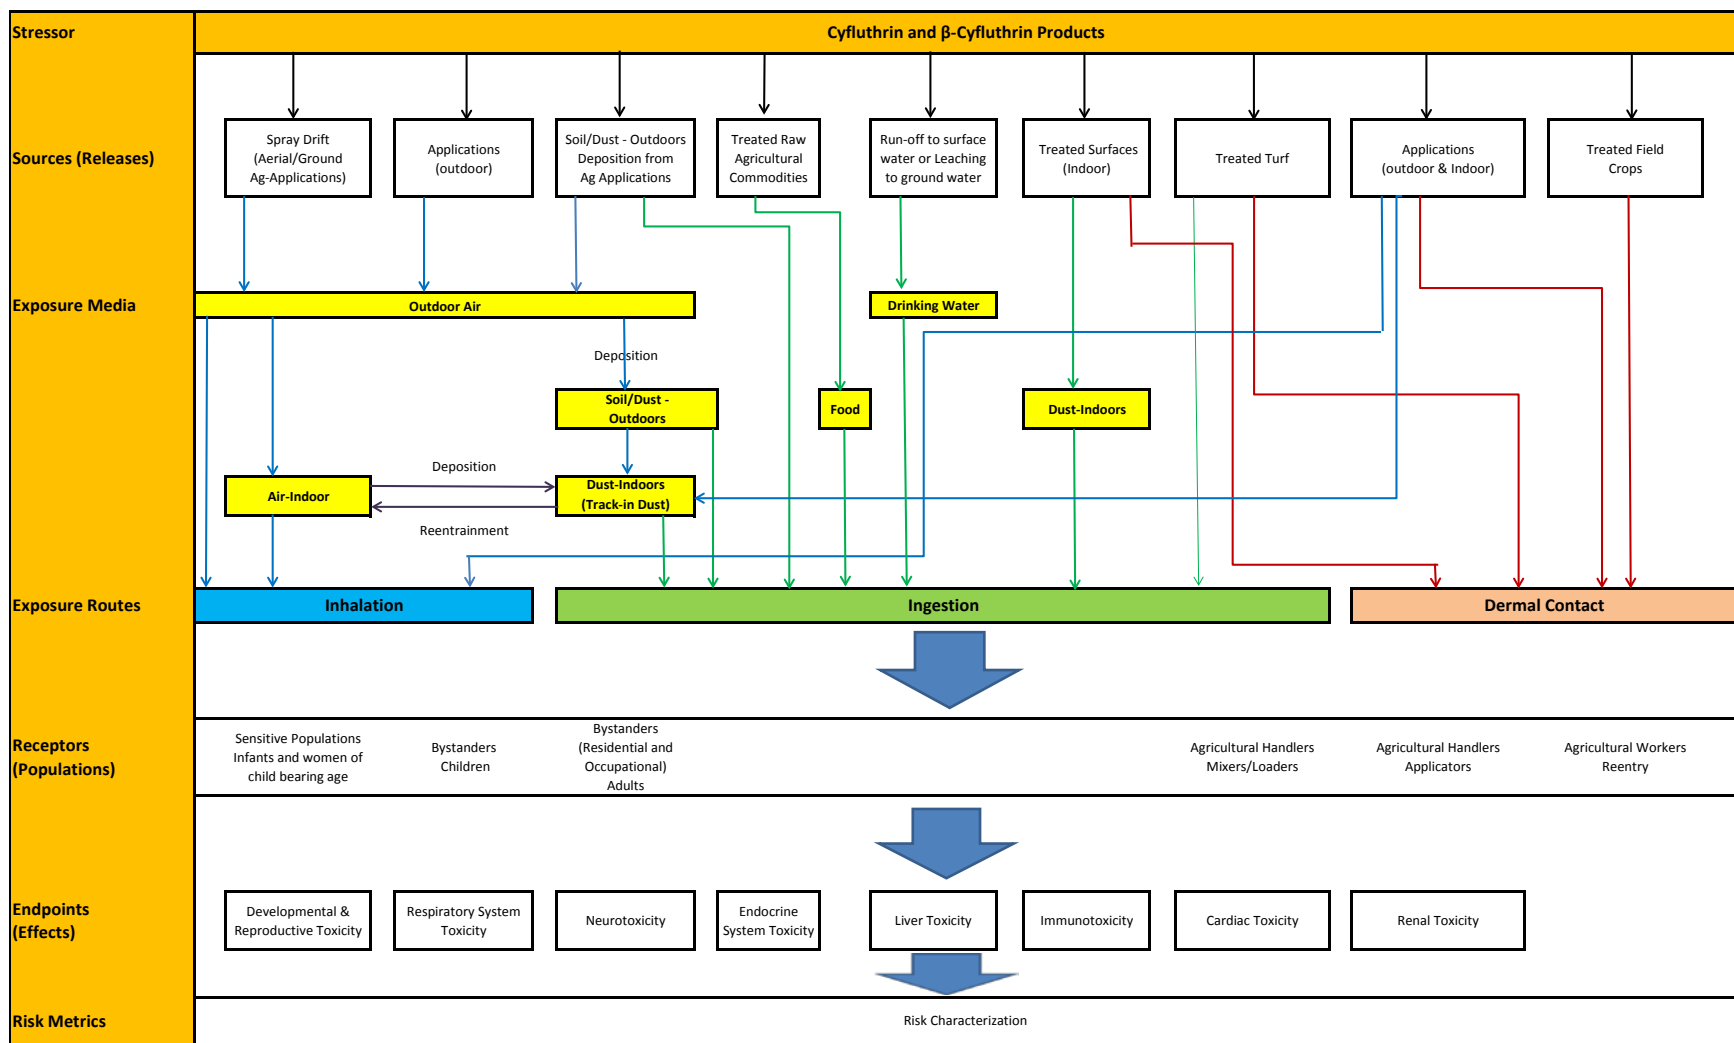 Stressor
Cyfluthrin and β-Cyfluthrin Products
Sources (Releases)
Spray Drift
(Aerial/Ground
Ag-Applications)
Applications
(outdoor)
Soil/Dust - Outdoors
Deposition from
Ag Applications
Treated Raw
Agricultural
Commodities
Run-off to surface
water or Leaching
to ground water
Treated Surfaces
(Indoor)
Treated Turf
Applications
(outdoor & Indoor)
Treated Field
Crops
Exposure Media
Outdoor Air
Drinking Water
Deposition
Soil/Dust -
Outdoors
Food
Dust-Indoors
Deposition
Air-Indoor
Dust-Indoors
(Track-in Dust)
Reentrainment
Exposure Routes
Inhalation
Ingestion
Dermal Contact
Receptors
(Populations)
Sensitive Populations
Infants and women of
child bearing age
Bystanders
Children
Bystanders
(Residential and
Occupational)
Adults
Agricultural Handlers
Mixers/Loaders
Agricultural Handlers
Applicators
Agricultural Workers
Reentry
Endpoints
(Effects)
Developmental &
Reproductive Toxicity
Respiratory System
Toxicity
Neurotoxicity
Endocrine
System Toxicity
Liver Toxicity
Immunotoxicity
Cardiac Toxicity
Renal Toxicity
Risk Metrics
Risk Characterization